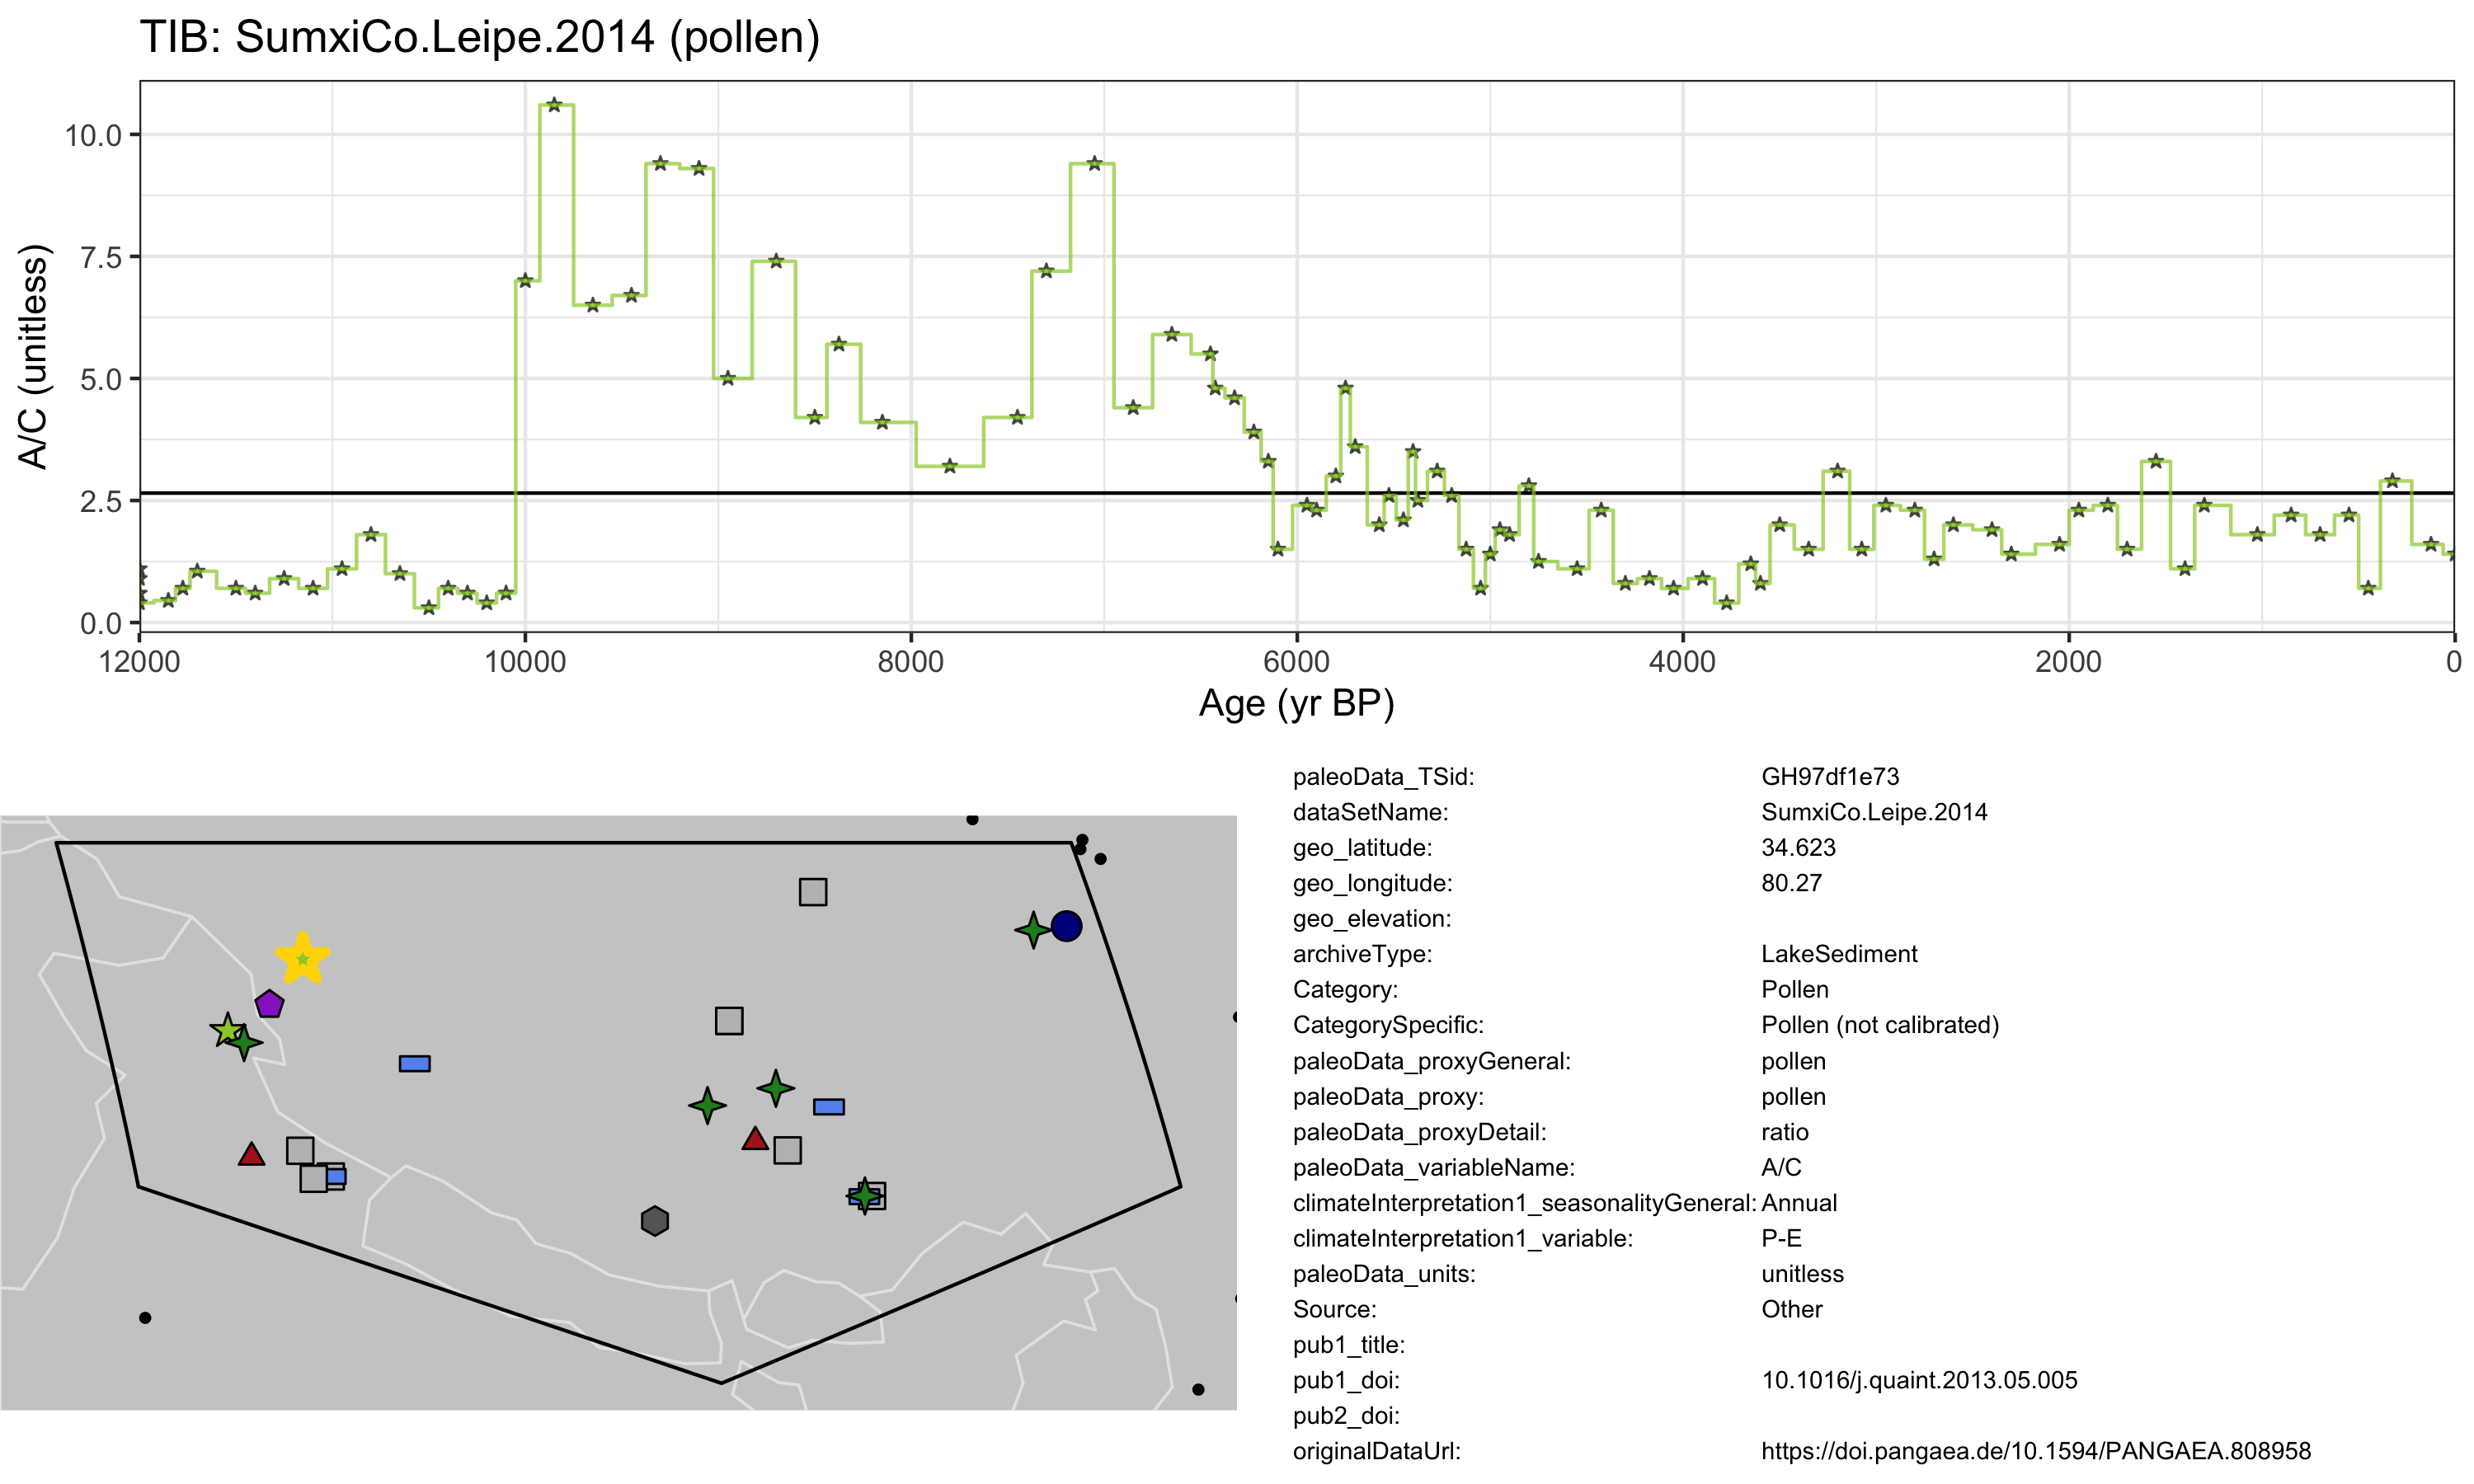 TIB: SumxiCo.Leipe.2014 (pollen)
A/C (unitless)
10.0
7.5
5.0
2.5
0.0
12000 10000 8000 6000 4000 2000 0
Age (yr BP)
paleoData_TSid: GH97df1e73
dataSetName: SumxiCo.Leipe.2014
geo_latitude: 34.623
geo_longitude: 80.27
geo_elevation:
archiveType: LakeSediment
Category: Pollen
CategorySpecific: Pollen (not calibrated)
paleoData_proxyGeneral: pollen
paleoData_proxy: pollen
paleoData_proxyDetail: ratio
paleoData_variableName: A/C
climateInterpretation1_seasonalityGeneral: Annual
climateInterpretation1_variable: P-E
paleoData_units: unitless
Source: Other
pub1_title:
pub1_doi: 10.1016/j.quaint.2013.05.005
pub2_doi:
originalDataUrl: https://doi.pangaea.de/10.1594/PANGAEA.808958